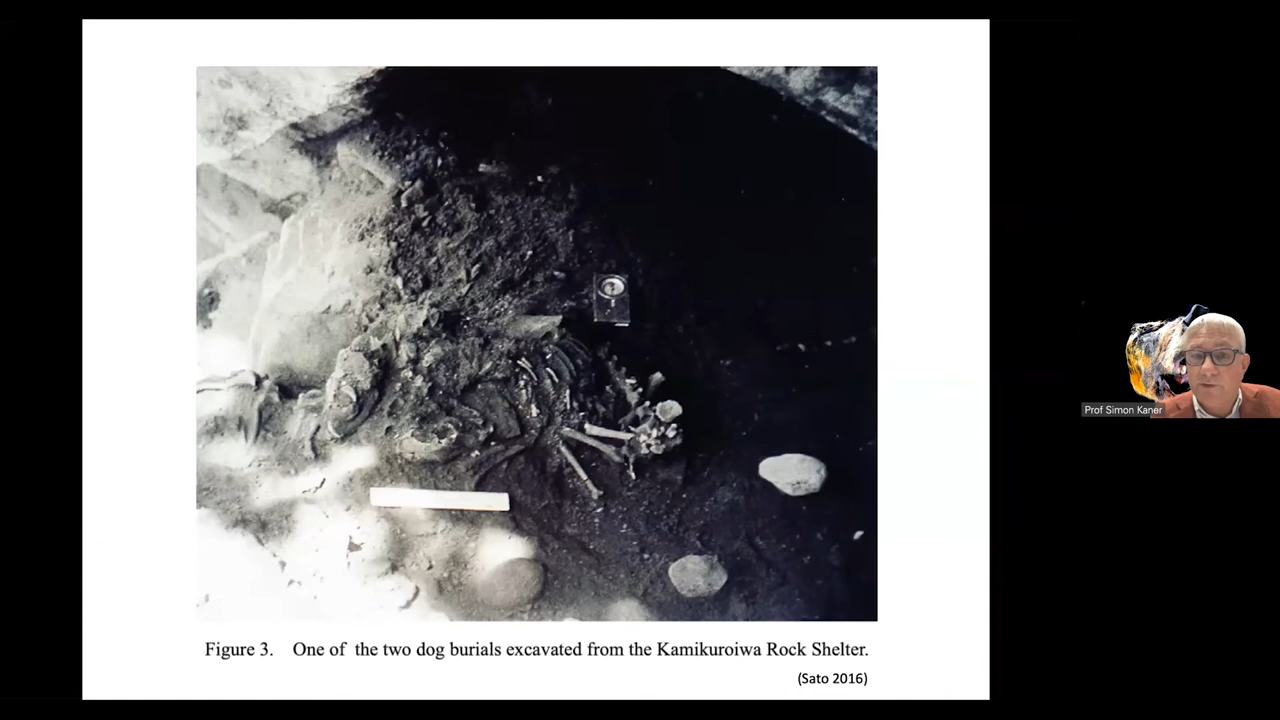 Figure 3. One of the two dog burials excavated from the Kamikuroiwa Rock Shelter.
(Sato 2016)
Prof Simon Kaner